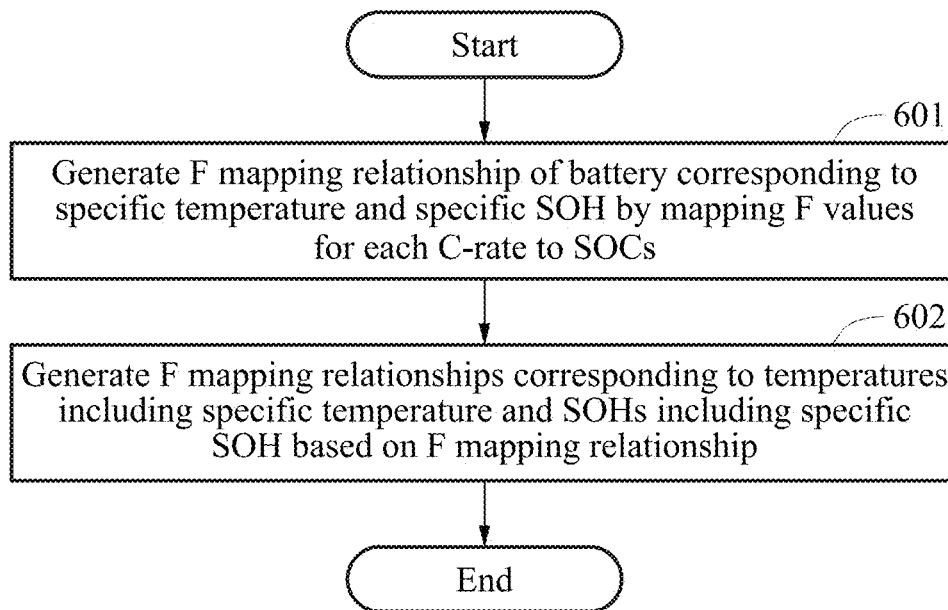 Start
601
Generate F mapping relationship of battery corresponding to
specific temperature and specific SOH by mapping F values
for each C-rate to SOCs
602
Generate F mapping relationships corresponding to temperatures
including specific temperature and SOHs including specific
SOH based on F mapping relationship
End